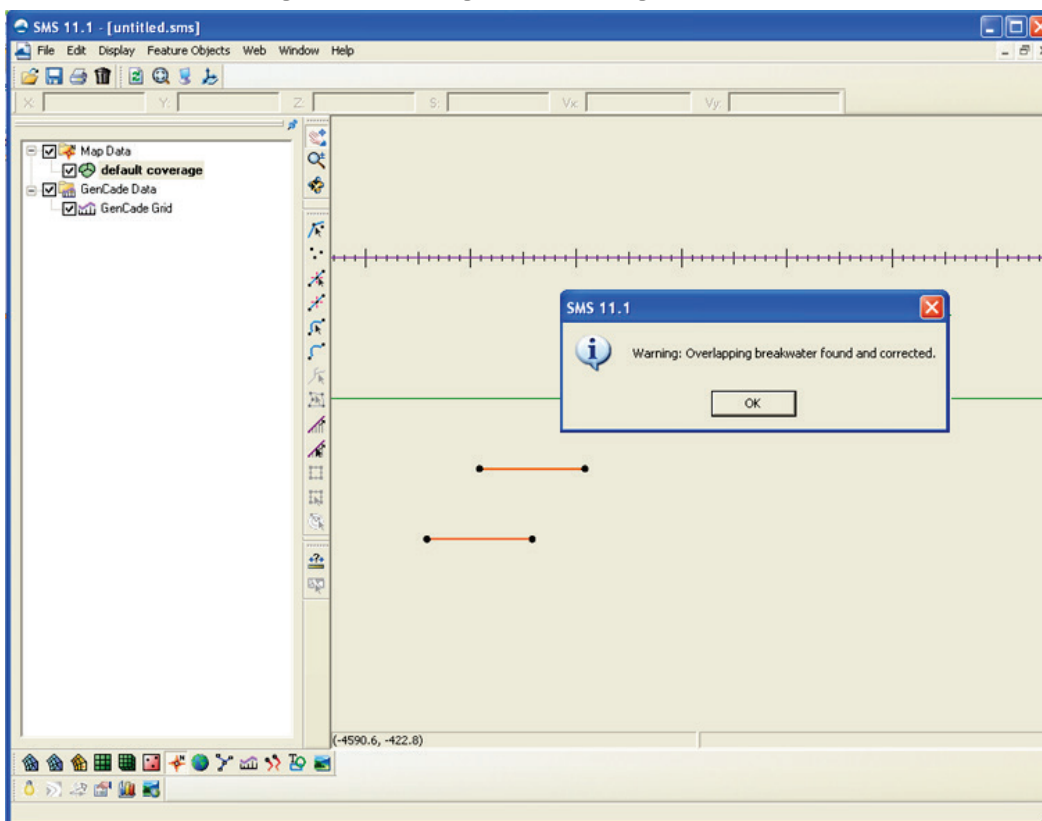 SMS 11.1 - [untitled.sms]
File Edit Display Feature Objects Web Window Help
X: Y: Z: S: Vx: Vy:
Map Data
default coverage
GenCade Data
GenCade Grid
SMS 11.1
Warning: Overlapping breakwater found and corrected.
OK
(-4590.6, -422.8)